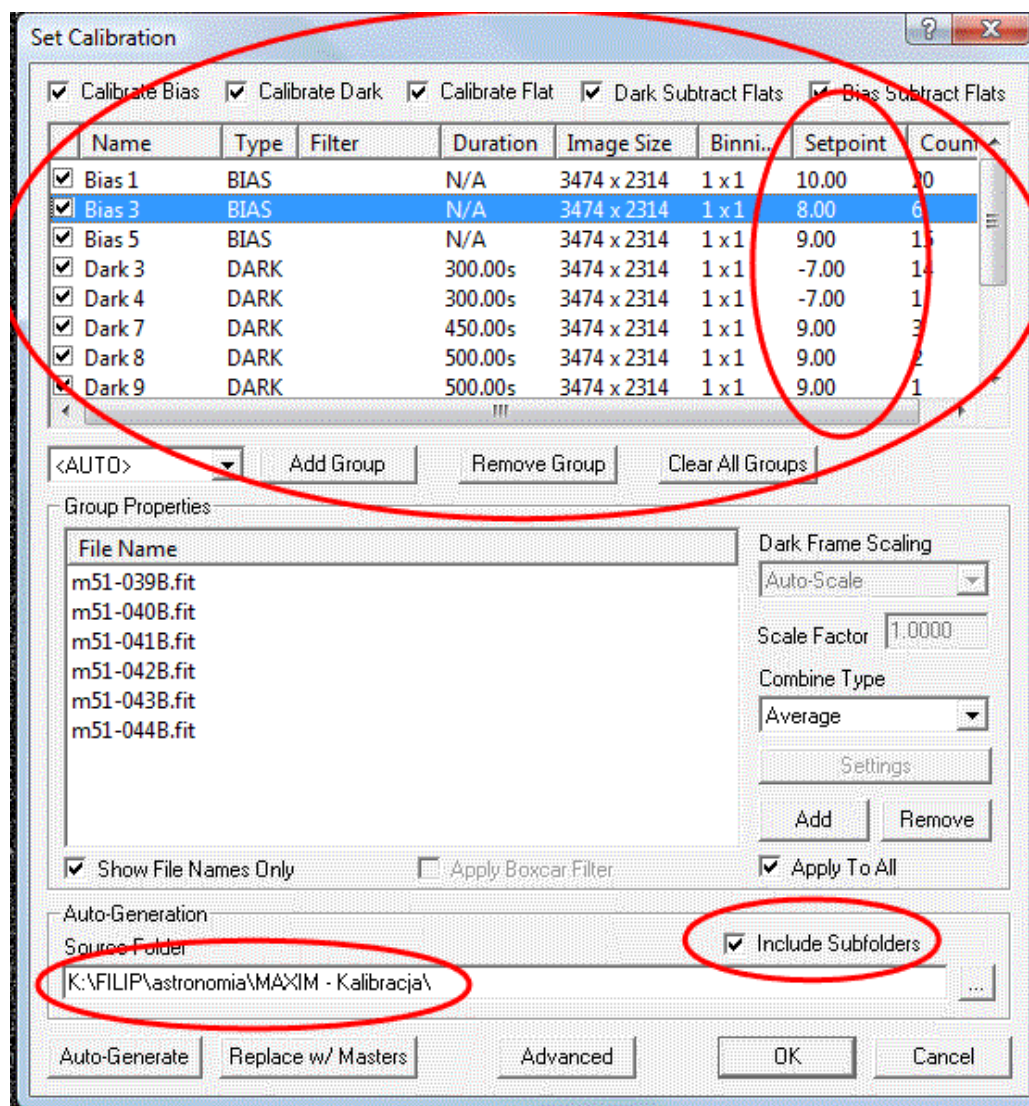 Set Calibration
Calibrate Bias Calibrate Dark Calibrate Flat Dark Subtract Flats Bias Subtract Flats
Name Type Filter Duration Image Size Binni... Setpoint Count
Bias 1 BIAS N/A 3474 x 2314 1 x 1 10.00 20
Bias 3 BIAS N/A 3474 x 2314 1 x 1 8.00 6
Bias 5 BIAS N/A 3474 x 2314 1 x 1 9.00 15
Dark 3 DARK 300.00s 3474 x 2314 1 x 1 -7.00 14
Dark 4 DARK 300.00s 3474 x 2314 1 x 1 -7.00 1
Dark 7 DARK 450.00s 3474 x 2314 1 x 1 9.00 3
Dark 8 DARK 500.00s 3474 x 2314 1 x 1 9.00 2
Dark 9 DARK 500.00s 3474 x 2314 1 x 1 9.00 1
<AUTO> Add Group Remove Group Clear All Groups
Group Properties
File Name
m51-039B.fit
m51-040B.fit
m51-041B.fit
m51-042B.fit
m51-043B.fit
m51-044B.fit
Dark Frame Scaling
Auto-Scale
Scale Factor 1.0000
Combine Type
Average
Settings
Add Remove
Show File Names Only Apply Boxcar Filter Apply To All
Auto-Generation
Source Folder Include Subfolders
K:\FILIP\astronomia\MAXIM - Kalibracja\ ...
Auto-Generate Replace w/ Masters Advanced OK Cancel